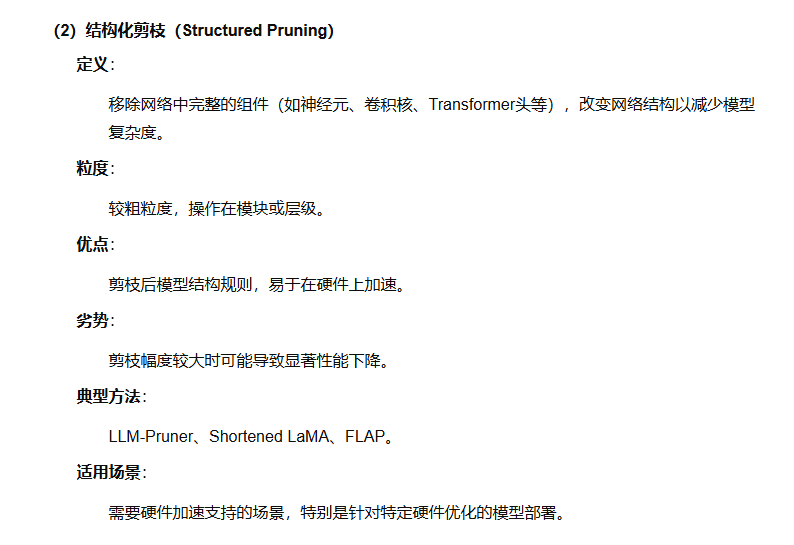 （2）结构化剪枝（Structured Pruning）
定义：
移除网络中完整的组件（如神经元、卷积核、Transformer头等），改变网络结构以减少模型
复杂度。
粒度：
较粗粒度，操作在模块或层级。
优点：
剪枝后模型结构规则，易于在硬件上加速。
劣势：
剪枝幅度较大时可能导致显著性能下降。
典型方法：
LLM-Pruner、Shortened LaMA、FLAP。
适用场景：
需要硬件加速支持的场景，特别是针对特定硬件优化的模型部署。